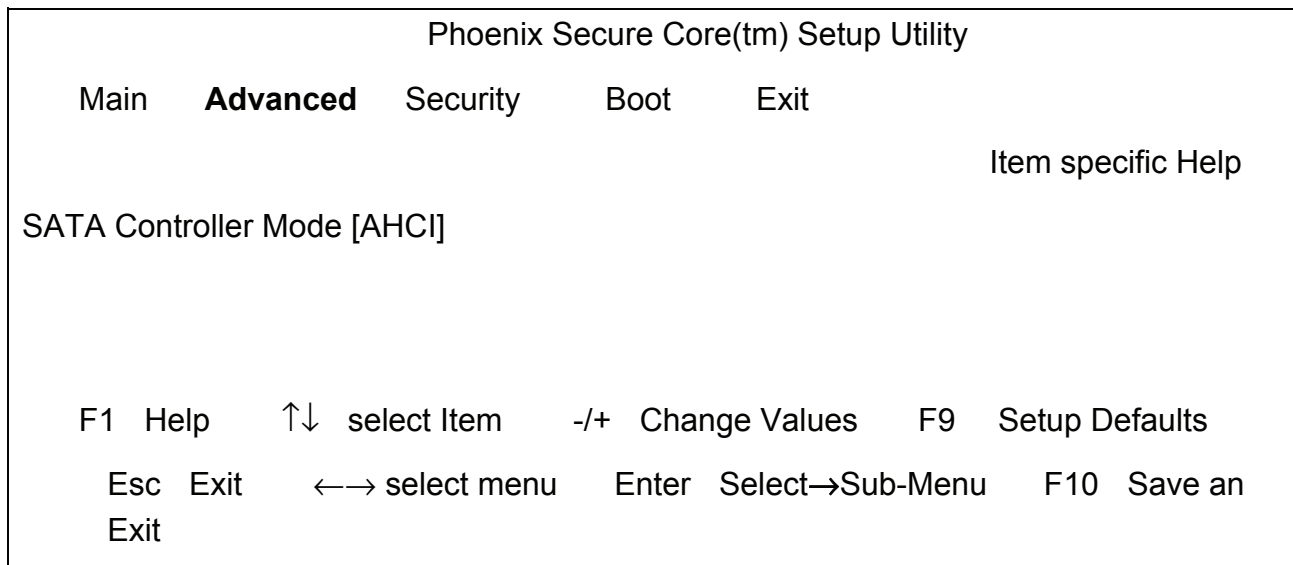 Phoenix Secure Core(tm) Setup Utility
Main Advanced Security Boot Exit
Item specific Help
SATA Controller Mode [AHCI]
F1 Help ↑↓ select Item -/+ Change Values F9 Setup Defaults
Esc Exit ←→ select menu Enter Select→Sub-Menu F10 Save an
Exit